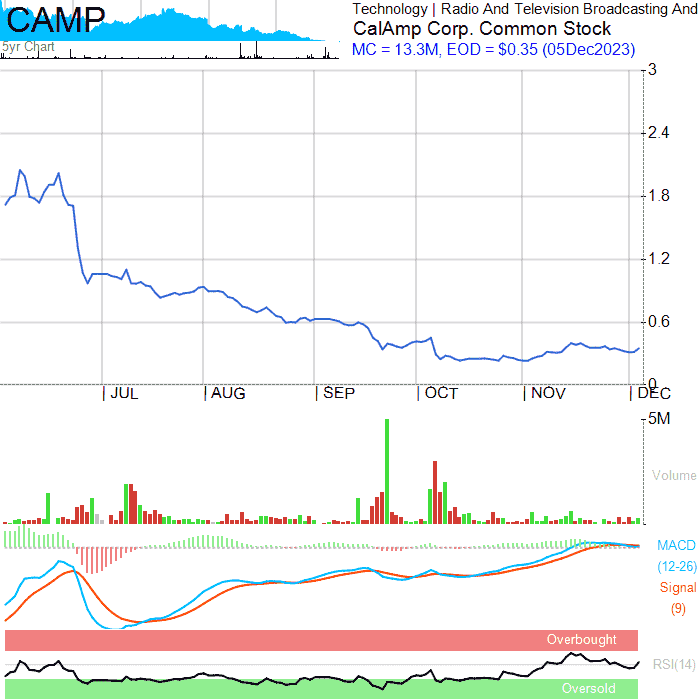 CAMP
5yr Chart
Technology | Radio And Television Broadcasting And
CalAmp Corp. Common Stock
MC = 13.3M, EOD = $0.35 (05Dec2023)
3
2.4
1.8
1.2
0.6
0
JUL AUG SEP OCT NOV DEC
5M
Volume
MACD
(12-26)
Signal
(9)
Overbought
RSI(14)
Oversold